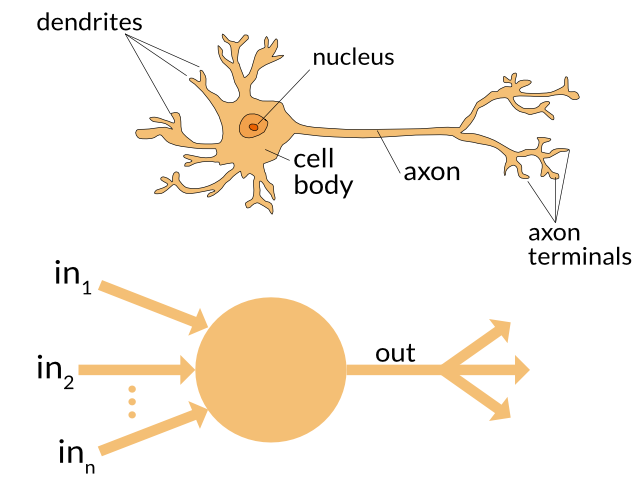 dendrites
nucleus
cell
body
axon
axon
terminals
in₁
in₂
out
inₙ